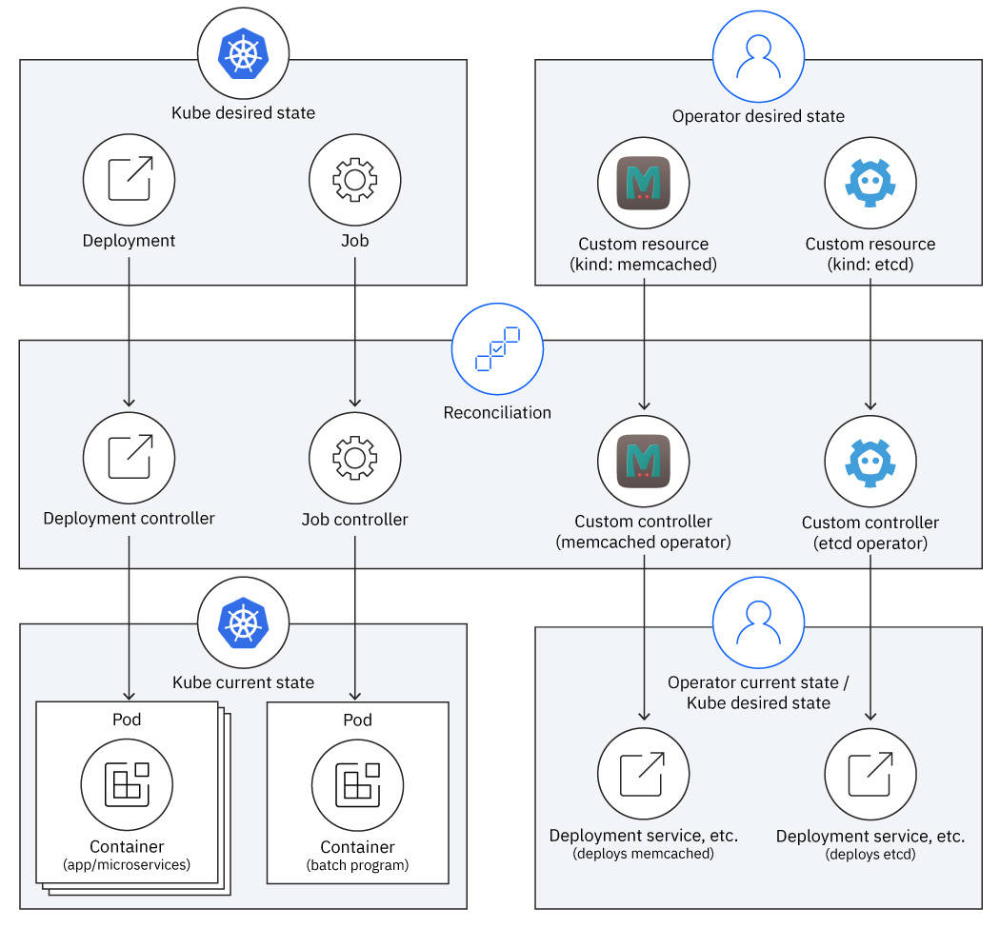 Kube desired state
Deployment
Job
Operator desired state
Custom resource
(kind: memcached)
Custom resource
(kind: etcd)
Reconciliation
Deployment controller
Job controller
Custom controller
(memcached operator)
Custom controller
(etcd operator)
Kube current state
Pod
Container
(app/microservices)
Pod
Container
(batch program)
Operator current state /
Kube desired state
Deployment service, etc.
(deploys memcached)
Deployment service, etc.
(deploys etcd)